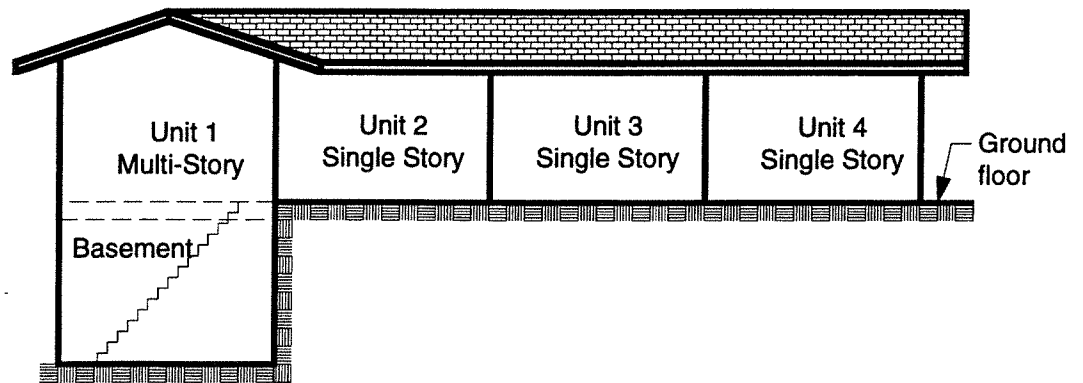 Unit 1
Multi-Story
Unit 2
Single Story
Unit 3
Single Story
Unit 4
Single Story
Ground
floor
Basement